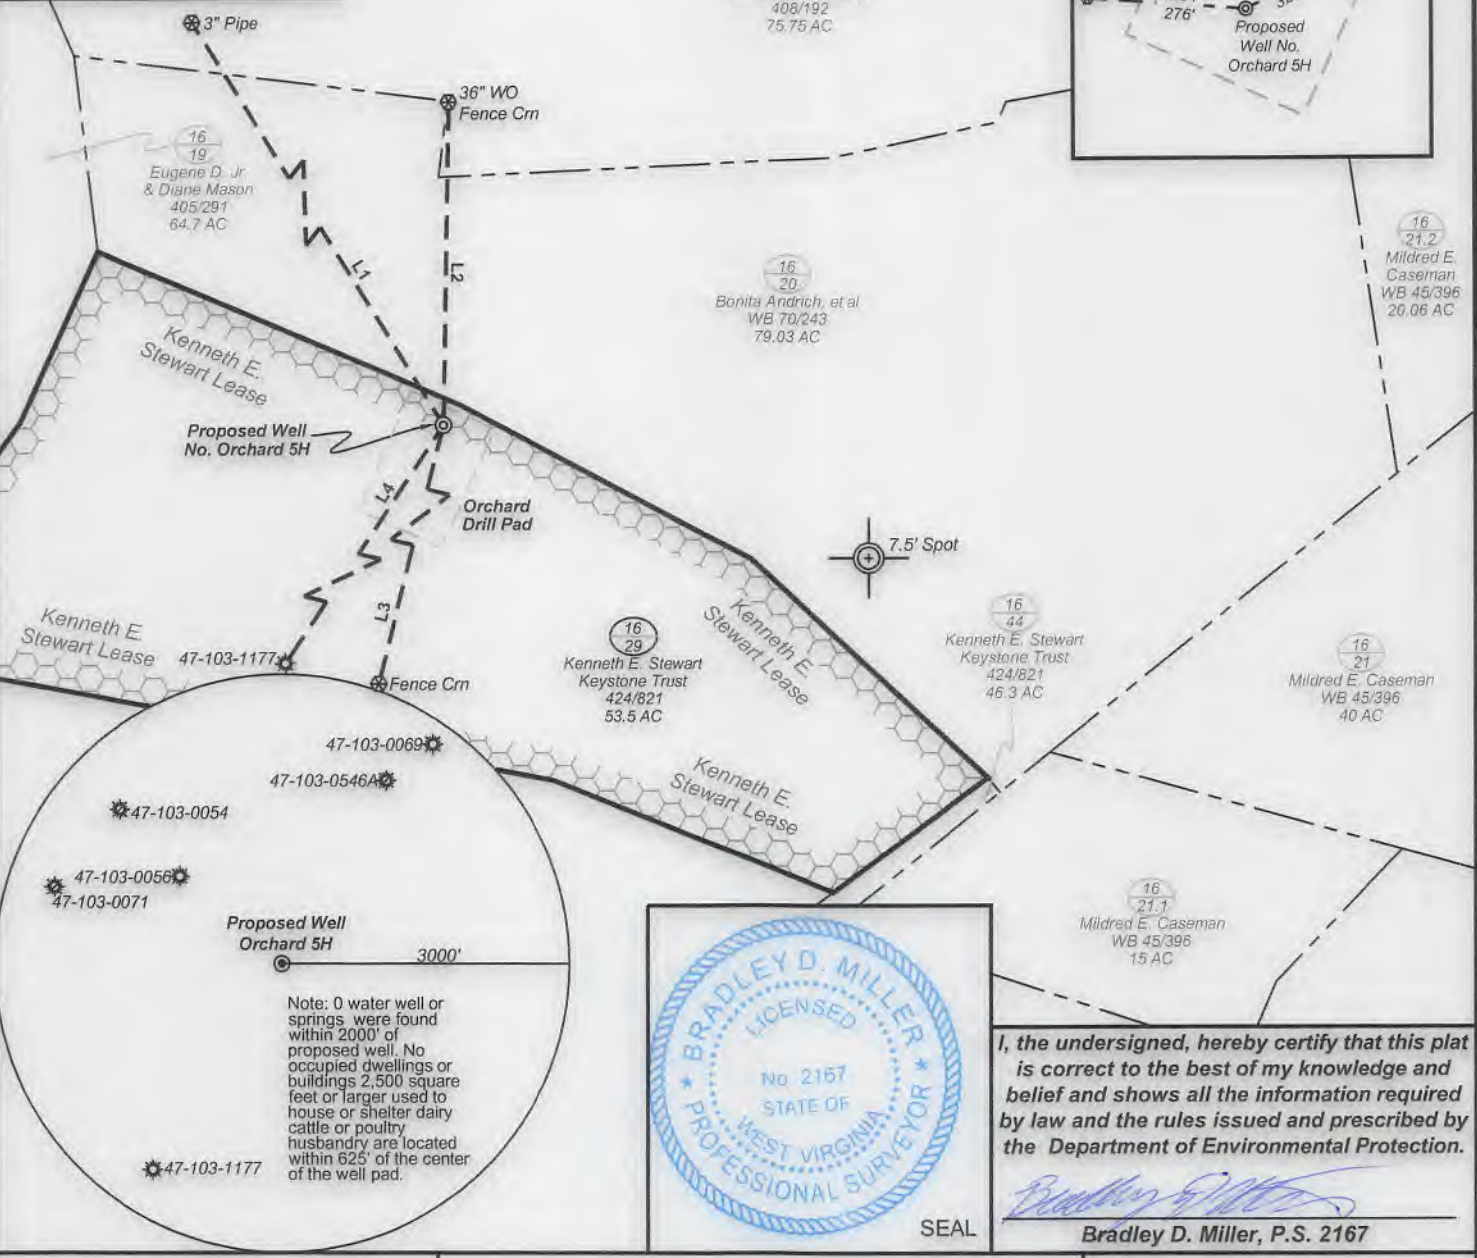 3" Pipe
408/192
75.75 AC
276'
Proposed
Well No.
Orchard 5H
36" WO
Fence Crn
16
19
Eugene D. Jr
& Diane Mason
405/291
64.7 AC
L1
L2
16
20
Bonita Andrich, et al
WB 70/243
79.03 AC
16
21.2
Mildred E.
Caseman
WB 45/396
20.06 AC
Kenneth E.
Stewart Lease
Proposed Well
No. Orchard 5H
L4
Orchard
Drill Pad
7.5' Spot
L3
Kenneth E.
Stewart Lease
47-103-1177
Fence Crn
16
29
Kenneth E. Stewart
Keystone Trust
424/821
53.5 AC
Kenneth E.
Stewart Lease
16
44
Kenneth E. Stewart
Keystone Trust
424/821
46.3 AC
16
21
Mildred E. Caseman
WB 45/396
40 AC
Kenneth E.
Stewart Lease
47-103-0069
47-103-0546A
47-103-0054
47-103-0056
47-103-0071
Proposed Well
Orchard 5H
3000'
Note: 0 water well or
springs were found
within 2000' of
proposed well. No
occupied dwellings or
buildings 2,500 square
feet or larger used to
house or shelter dairy
cattle or poultry
husbandry are located
within 625' of the center
of the well pad.
47-103-1177
16
21.1
Mildred E. Caseman
WB 45/396
15 AC
BRADLEY D. MILLER
LICENSED
No 2167
STATE OF
WEST VIRGINIA
* PROFESSIONAL SURVEYOR *
SEAL
I, the undersigned, hereby certify that this plat
is correct to the best of my knowledge and
belief and shows all the information required
by law and the rules issued and prescribed by
the Department of Environmental Protection.
Bradley D. Miller, P.S. 2167